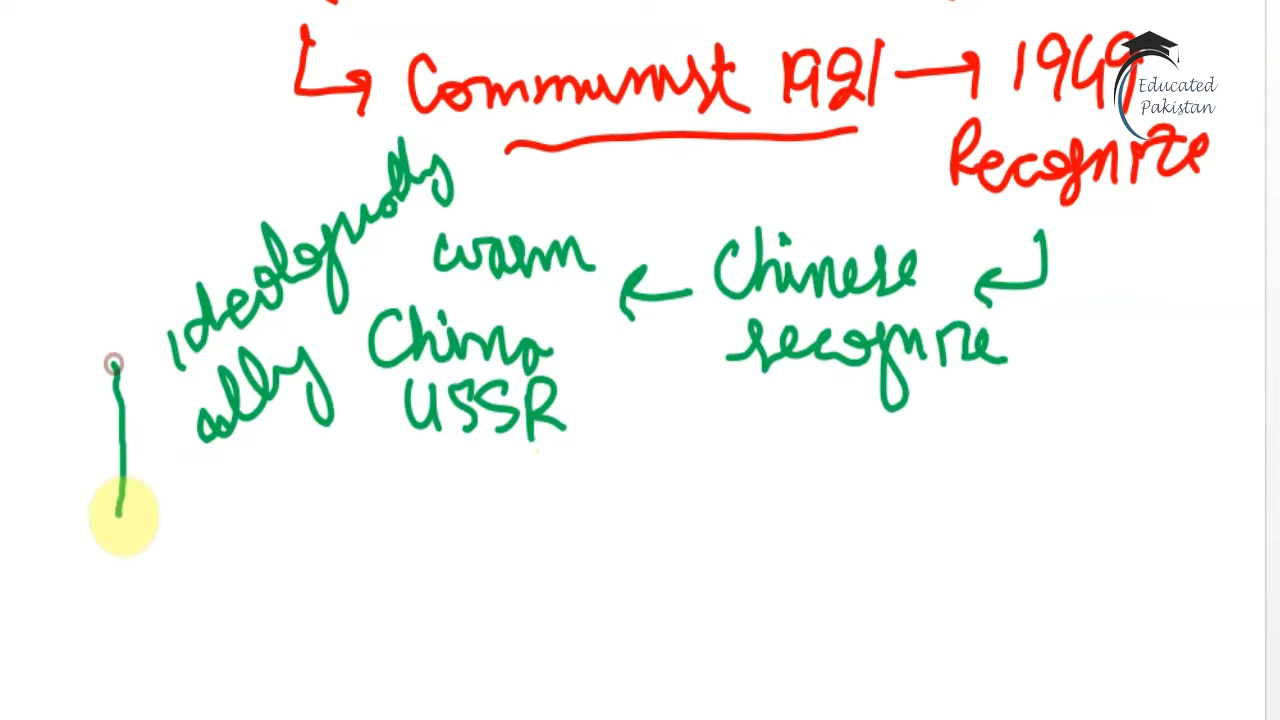 Communist 1921 → 1949
Educated
Pakistan
Recognize
ideologically
warm ← Chinese
recognize
ally China
USSR